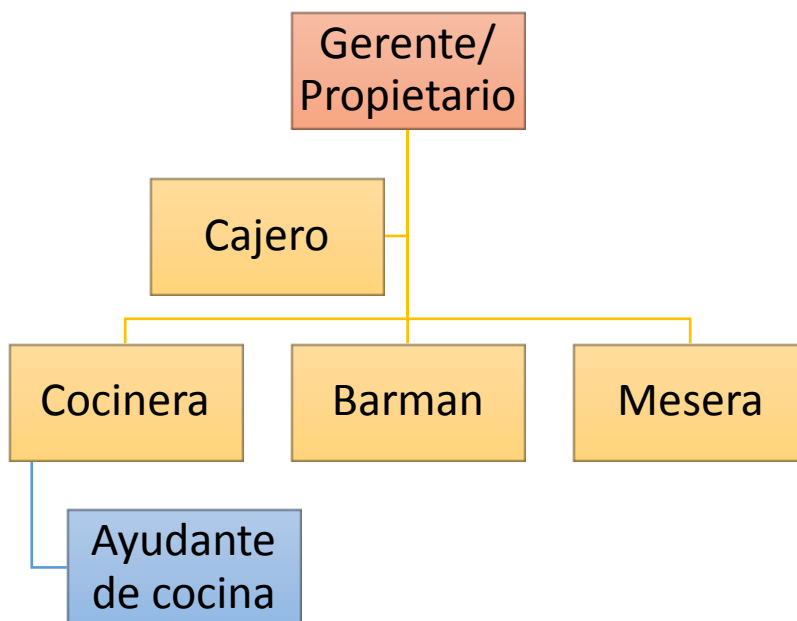 Gerente/
Propietario
Cajero
Cocinera
Barman
Mesera
Ayudante
de cocina